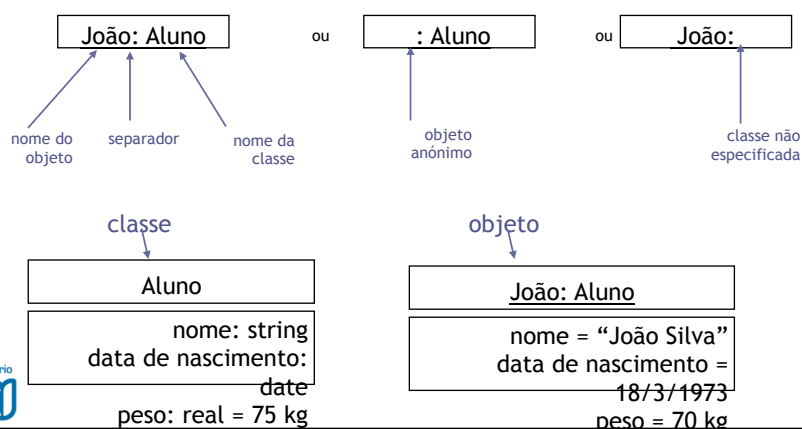 João: Aluno
ou
: Aluno
ou
João:
nome do
objeto
separador
nome da
classe
objeto
anónimo
classe não
especificada
classe
objeto
Aluno
João: Aluno
nome: string
data de nascimento:
date
peso: real = 75 kg
nome = “João Silva”
data de nascimento =
18/3/1973
peso = 70 kg